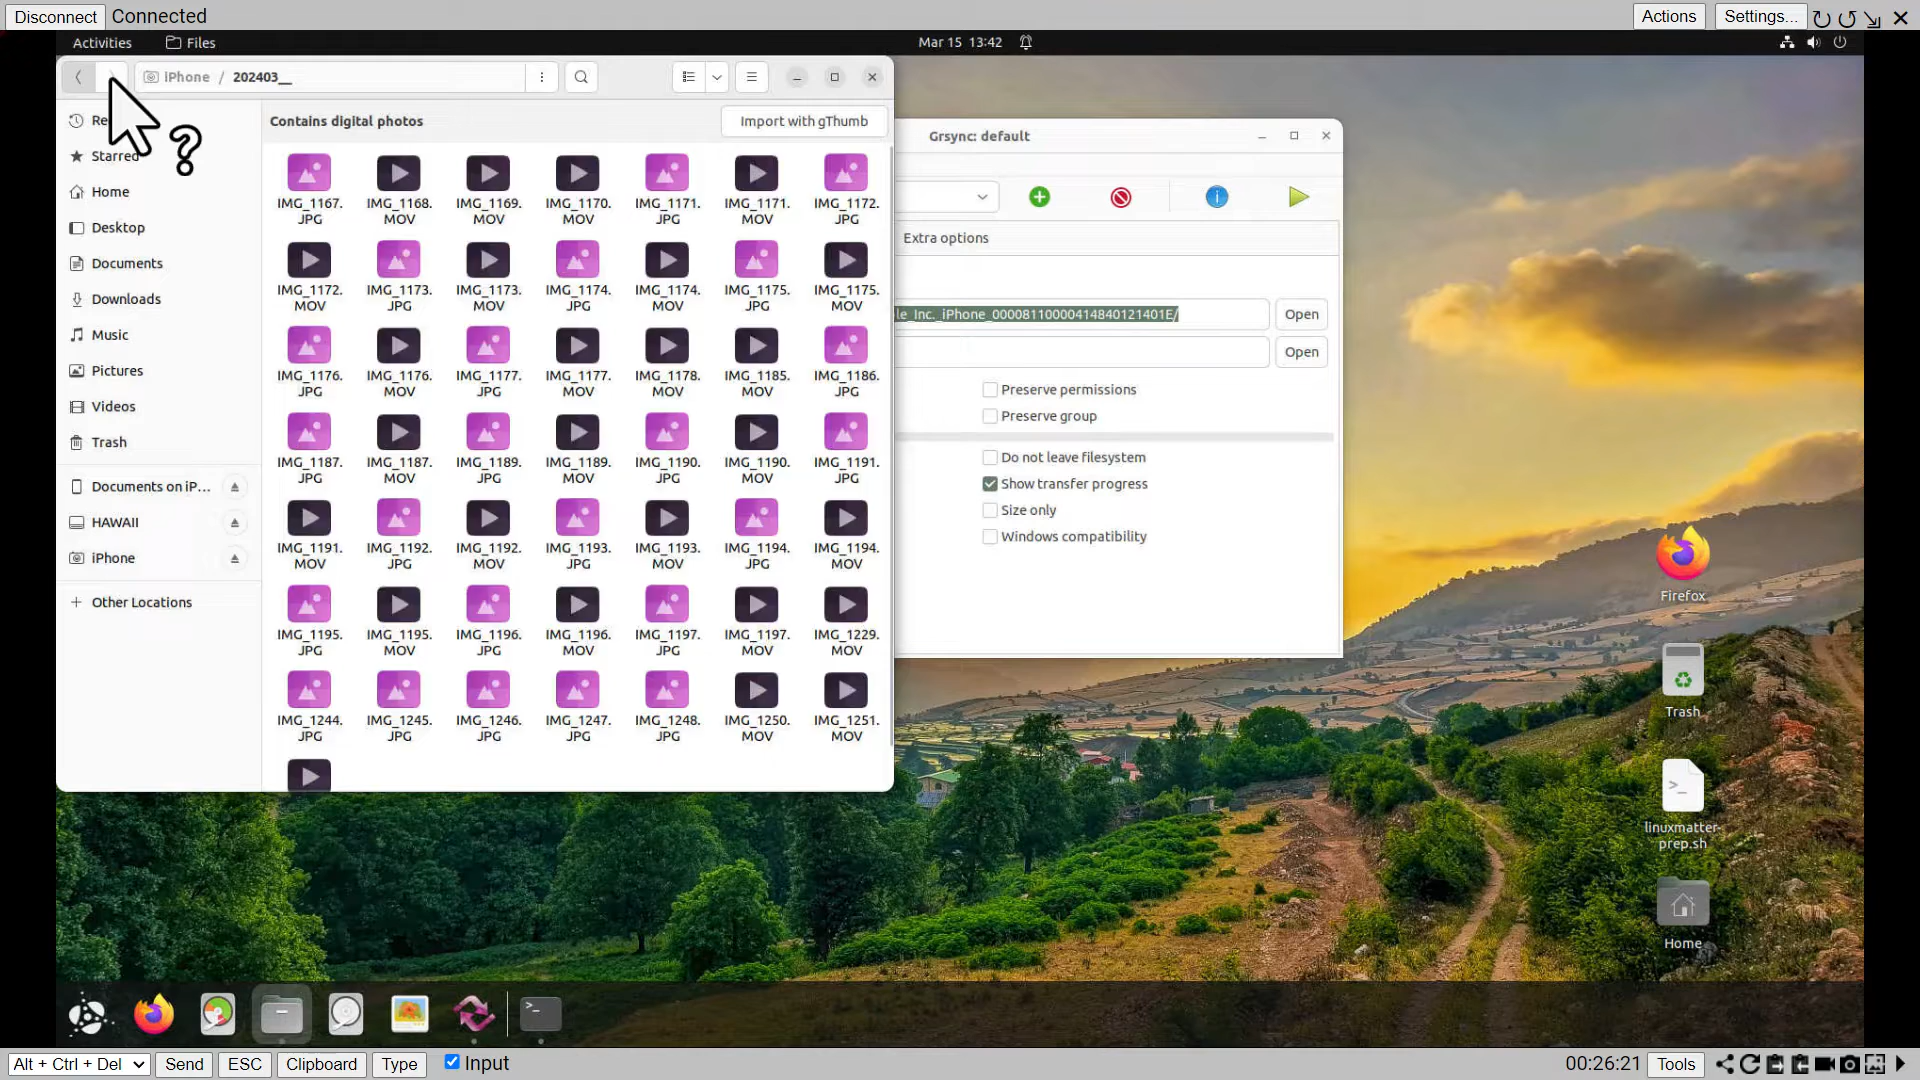 Disconnect Connected Actions Settings...
Activities Files Mar 15 13:42
iPhone / 202403__
Grsync: default
Contains digital photos Import with gThumb
Starred
Home
Desktop
Documents
Downloads
Music
Pictures
Videos
Trash
Documents on iP...
HAWAII
iPhone
Other Locations
IMG_1167.JPG IMG_1168.MOV IMG_1169.MOV IMG_1170.MOV IMG_1171.JPG IMG_1171.MOV IMG_1172.JPG
IMG_1172.MOV IMG_1173.JPG IMG_1173.MOV IMG_1174.JPG IMG_1174.MOV IMG_1175.JPG IMG_1175.MOV
IMG_1176.JPG IMG_1176.MOV IMG_1177.JPG IMG_1177.MOV IMG_1178.MOV IMG_1185.MOV IMG_1186.JPG
IMG_1187.JPG IMG_1187.MOV IMG_1189.JPG IMG_1189.MOV IMG_1190.JPG IMG_1190.MOV IMG_1191.JPG
IMG_1191.MOV IMG_1192.JPG IMG_1192.MOV IMG_1193.JPG IMG_1193.MOV IMG_1194.JPG IMG_1194.MOV
IMG_1195.JPG IMG_1195.MOV IMG_1196.JPG IMG_1196.MOV IMG_1197.JPG IMG_1197.MOV IMG_1229.MOV
IMG_1244.JPG IMG_1245.JPG IMG_1246.JPG IMG_1247.JPG IMG_1248.JPG IMG_1250.MOV IMG_1251.MOV
Extra options
le_Inc._iPhone_00008110000414840121401E/ Open
Open
Preserve permissions
Preserve group
Do not leave filesystem
Show transfer progress
Size only
Windows compatibility
Firefox
Trash
linuxmatter-
prep.sh
Home
Alt + Ctrl + Del Send ESC Clipboard Type Input 00:26:21 Tools